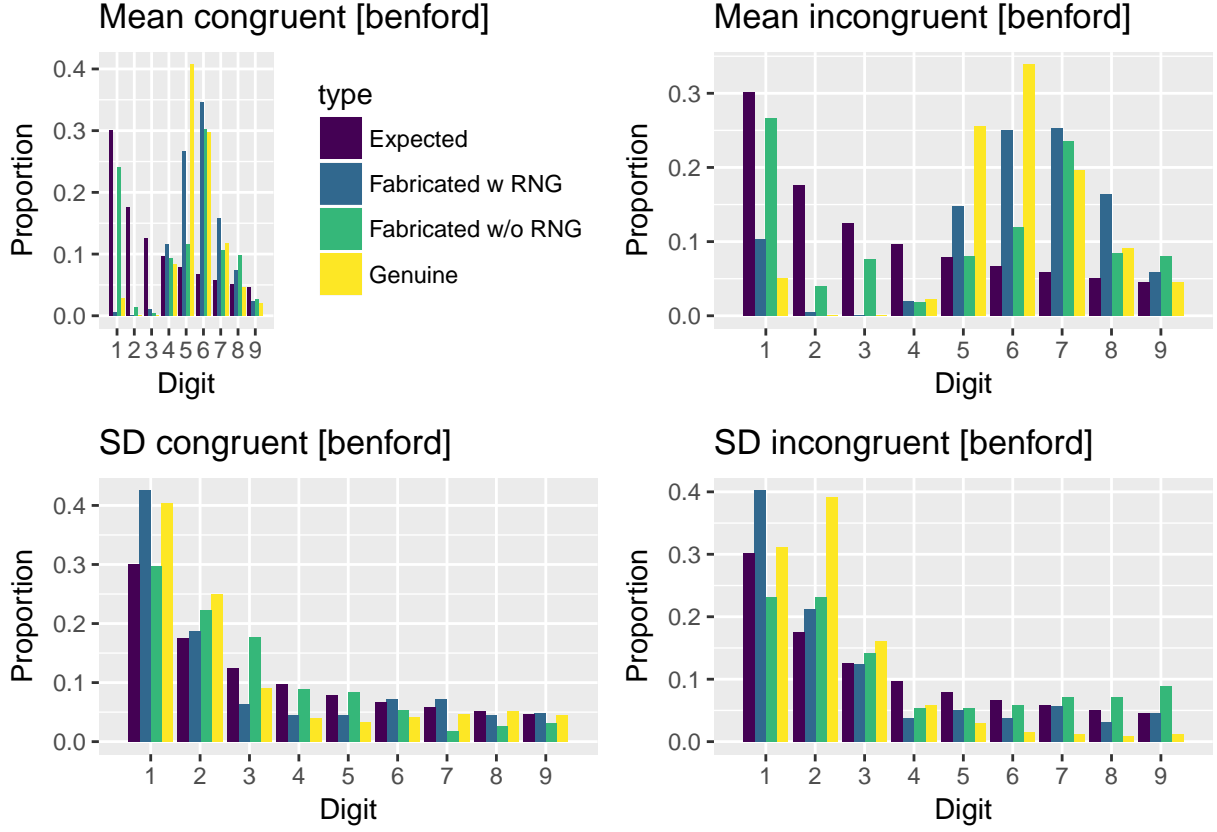 Mean congruent [benford]
Proportion
0.4
0.3
0.2
0.1
0.0
1 2 3 4 5 6 7 8 9
Digit
type
Expected
Fabricated w RNG
Fabricated w/o RNG
Genuine
Mean incongruent [benford]
Proportion
0.3
0.2
0.1
0.0
1 2 3 4 5 6 7 8 9
Digit
SD congruent [benford]
Proportion
0.4
0.3
0.2
0.1
0.0
1 2 3 4 5 6 7 8 9
Digit
SD incongruent [benford]
Proportion
0.4
0.3
0.2
0.1
0.0
1 2 3 4 5 6 7 8 9
Digit